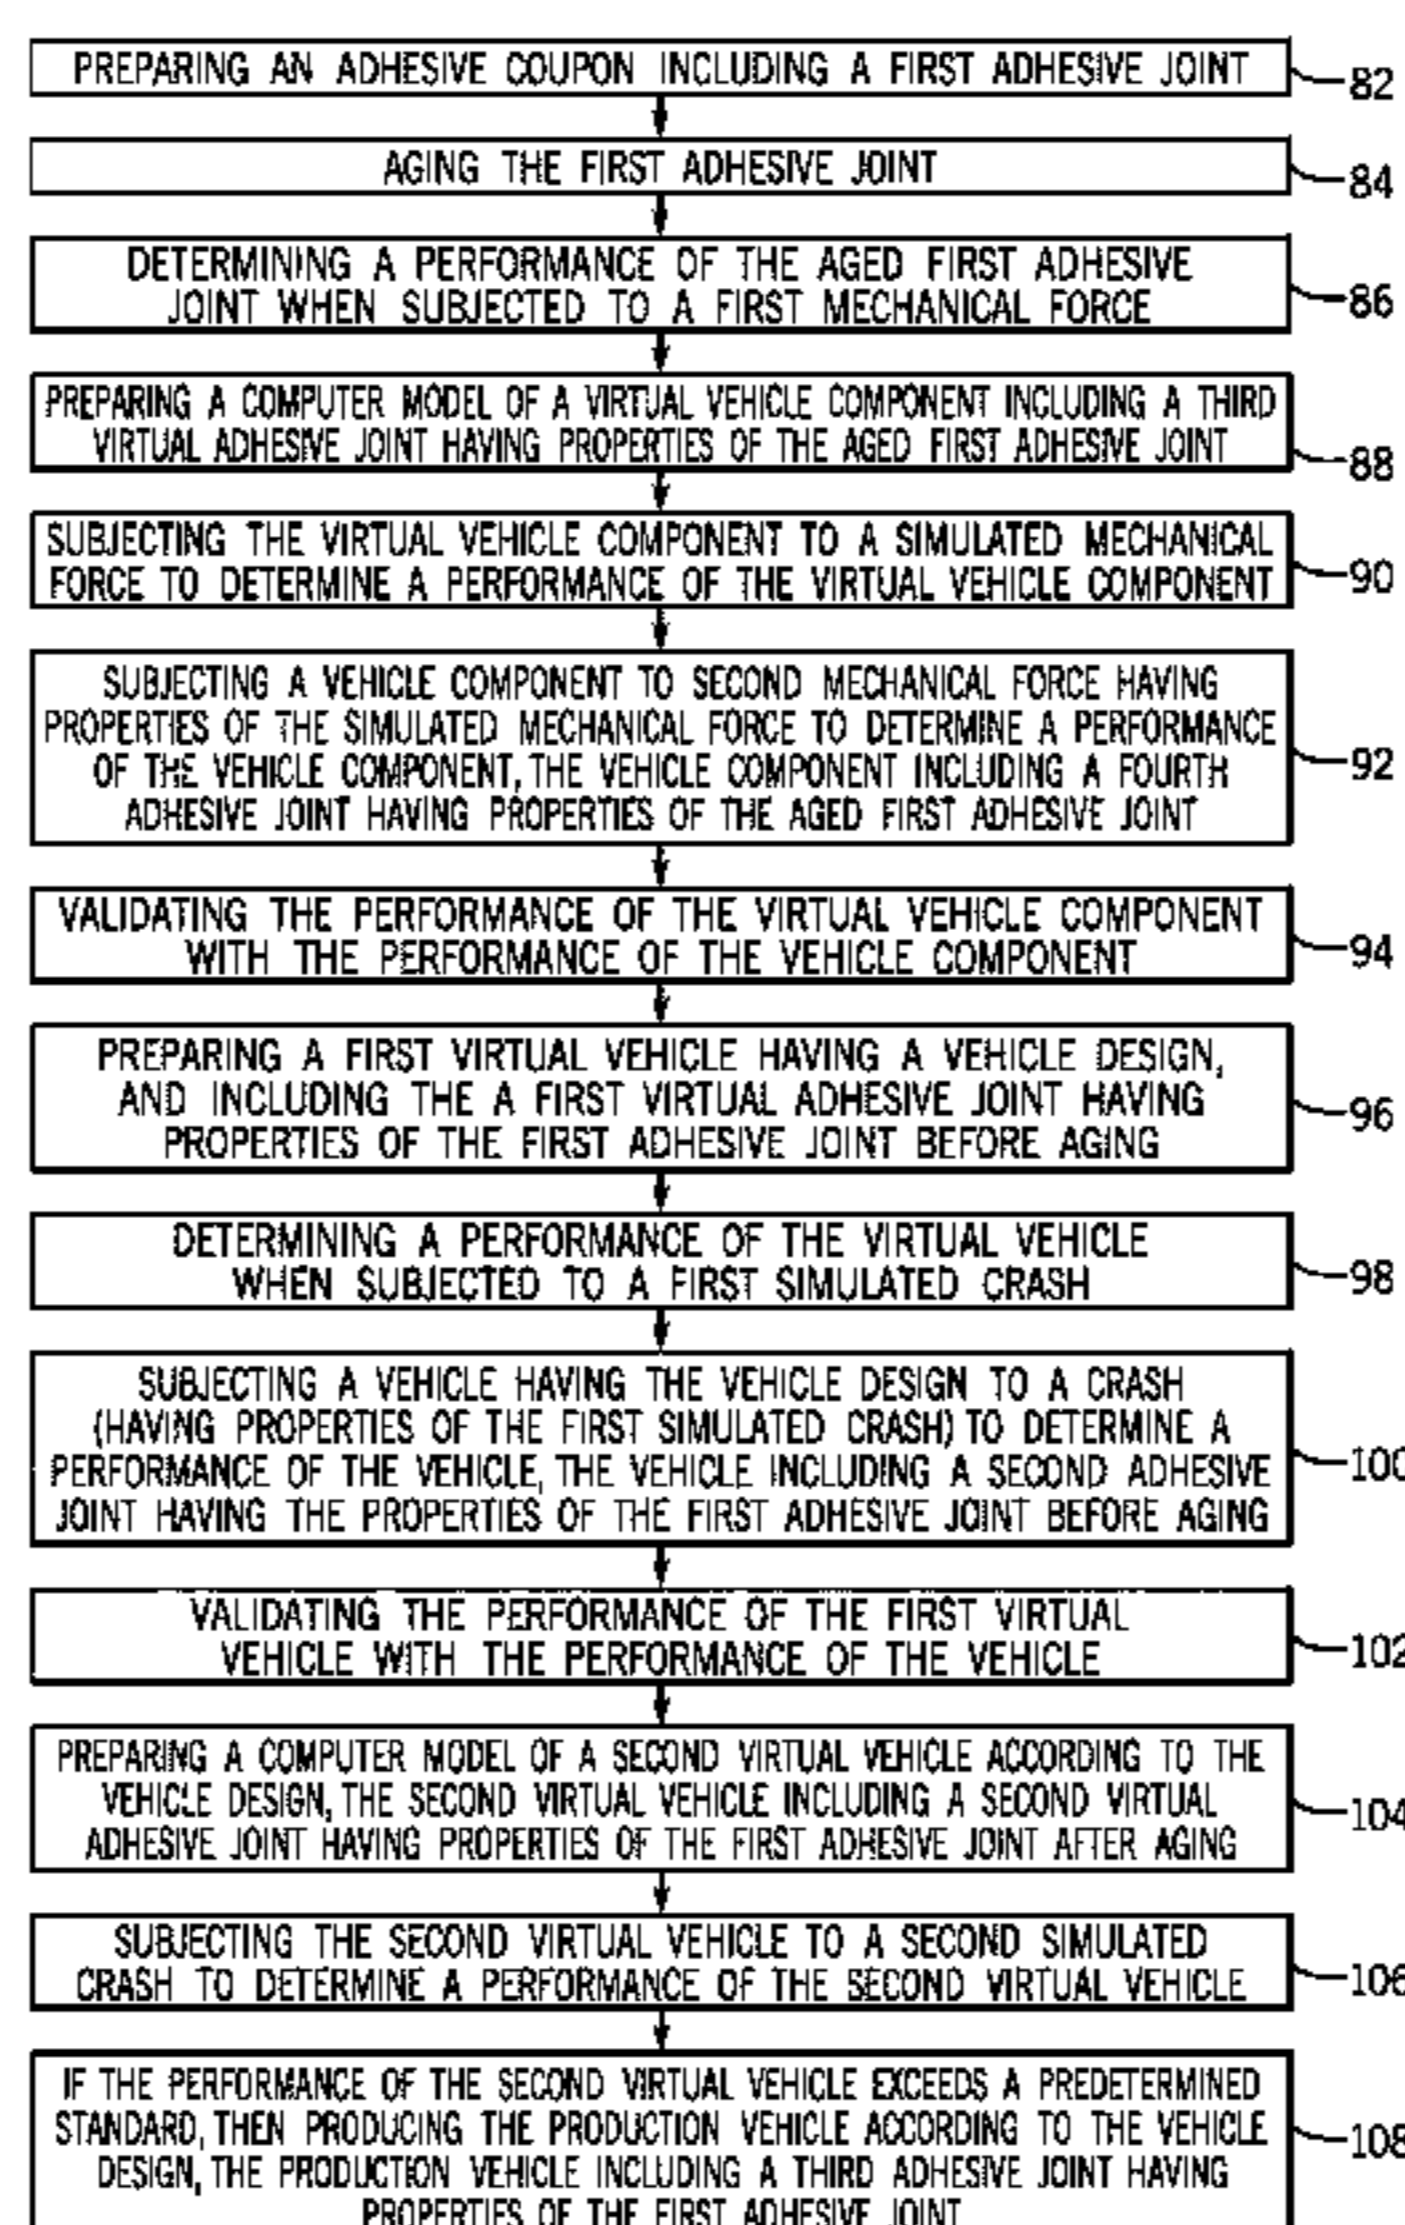 PREPARING AN ADHESIVE COUPON INCLUDING A FIRST ADHESIVE JOINT
82
AGING THE FIRST ADHESIVE JOINT
84
DETERMINING A PERFORMANCE OF THE AGED FIRST ADHESIVE
JOINT WHEN SUBJECTED TO A FIRST MECHANICAL FORCE
86
PREPARING A COMPUTER MODEL OF A VIRTUAL VEHICLE COMPONENT INCLUDING A THIRD
VIRTUAL ADHESIVE JOINT HAVING PROPERTIES OF THE AGED FIRST ADHESIVE JOINT
88
SUBJECTING THE VIRTUAL VEHICLE COMPONENT TO A SIMULATED MECHANICAL
FORCE TO DETERMINE A PERFORMANCE OF THE VIRTUAL VEHICLE COMPONENT
90
SUBJECTING A VEHICLE COMPONENT TO SECOND MECHANICAL FORCE HAVING
PROPERTIES OF THE SIMULATED MECHANICAL FORCE TO DETERMINE A PERFORMANCE
OF THE VEHICLE COMPONENT, THE VEHICLE COMPONENT INCLUDING A FOURTH
ADHESIVE JOINT HAVING PROPERTIES OF THE AGED FIRST ADHESIVE JOINT
92
VALIDATING THE PERFORMANCE OF THE VIRTUAL VEHICLE COMPONENT
WITH THE PERFORMANCE OF THE VEHICLE COMPONENT
94
PREPARING A FIRST VIRTUAL VEHICLE HAVING A VEHICLE DESIGN,
AND INCLUDING THE A FIRST VIRTUAL ADHESIVE JOINT HAVING
PROPERTIES OF THE FIRST ADHESIVE JOINT BEFORE AGING
96
DETERMINING A PERFORMANCE OF THE VIRTUAL VEHICLE
WHEN SUBJECTED TO A FIRST SIMULATED CRASH
98
SUBJECTING A VEHICLE HAVING THE VEHICLE DESIGN TO A CRASH
(HAVING PROPERTIES OF THE FIRST SIMULATED CRASH) TO DETERMINE A
PERFORMANCE OF THE VEHICLE, THE VEHICLE INCLUDING A SECOND ADHESIVE
JOINT HAVING THE PROPERTIES OF THE FIRST ADHESIVE JOINT BEFORE AGING
100
VALIDATING THE PERFORMANCE OF THE FIRST VIRTUAL
VEHICLE WITH THE PERFORMANCE OF THE VEHICLE
102
PREPARING A COMPUTER MODEL OF A SECOND VIRTUAL VEHICLE ACCORDING TO THE
VEHICLE DESIGN, THE SECOND VIRTUAL VEHICLE INCLUDING A SECOND VIRTUAL
ADHESIVE JOINT HAVING PROPERTIES OF THE FIRST ADHESIVE JOINT AFTER AGING
104
SUBJECTING THE SECOND VIRTUAL VEHICLE TO A SECOND SIMULATED
CRASH TO DETERMINE A PERFORMANCE OF THE SECOND VIRTUAL VEHICLE
106
IF THE PERFORMANCE OF THE SECOND VIRTUAL VEHICLE EXCEEDS A PREDETERMINED
STANDARD, THEN PRODUCING THE PRODUCTION VEHICLE ACCORDING TO THE VEHICLE
DESIGN, THE PRODUCTION VEHICLE INCLUDING A THIRD ADHESIVE JOINT HAVING
PROPERTIES OF THE FIRST ADHESIVE JOINT
108